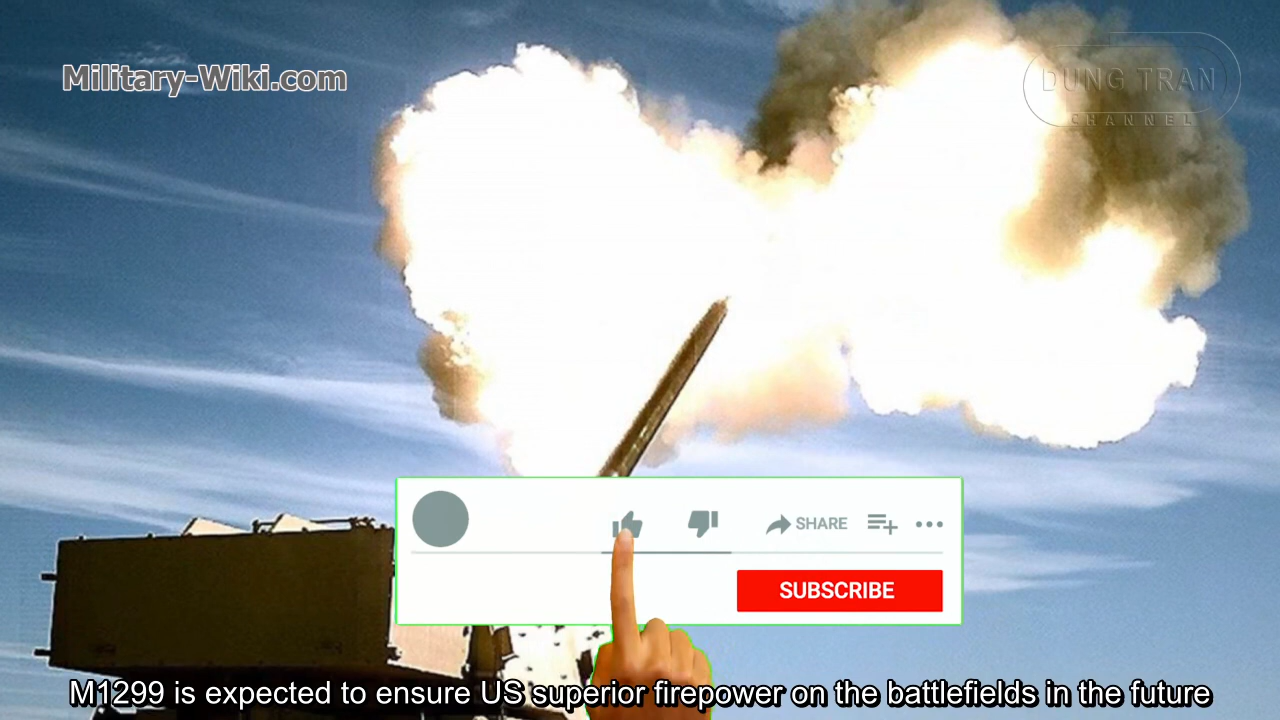 Military-Wiki.com
DUNG TRAN
CHANNEL
SHARE
SUBSCRIBE
M1299 is expected to ensure US superior firepower on the battlefields in the future